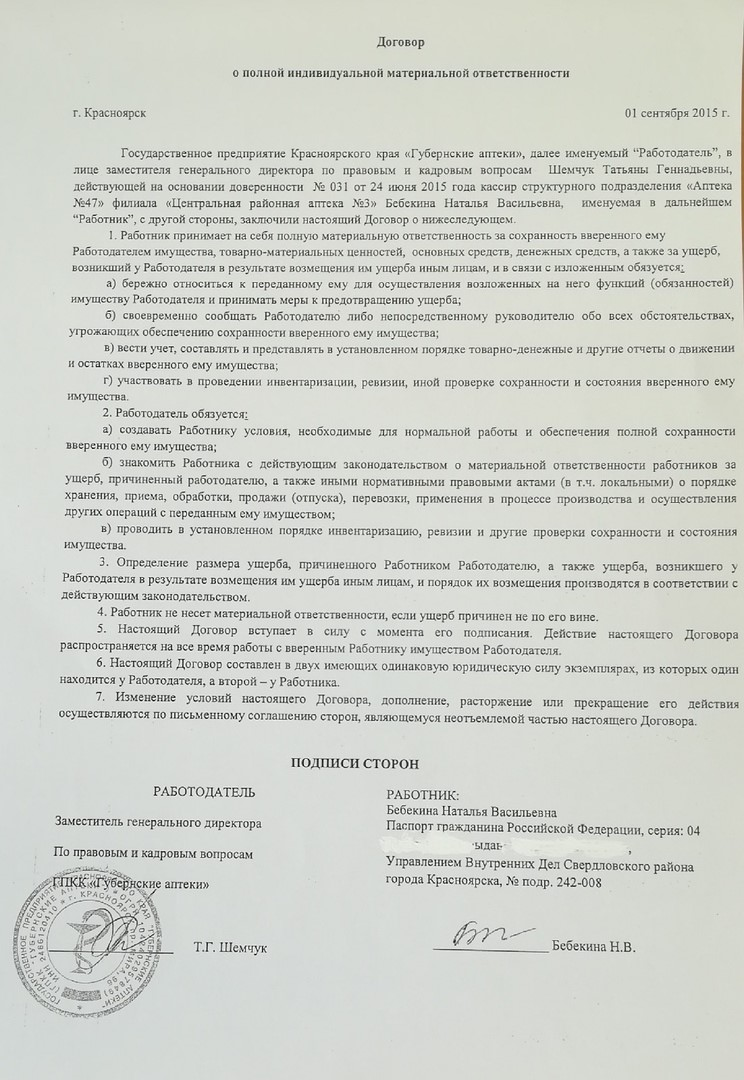 Договор
о полной индивидуальной материальной ответственности
г. Красноярск 01 сентября 2015 г.
Государственное предприятие Красноярского края «Губернские аптеки», далее именуемый “Работодатель”, в
лице заместителя генерального директора по правовым и кадровым вопросам Шемчук Татьяны Геннадьевны,
действующей на основании доверенности № 031 от 24 июня 2015 года кассир структурного подразделения «Аптека
№47» филиала «Центральная районная аптека №3» Бебекина Наталья Васильевна, именуемая в дальнейшем
“Работник”, с другой стороны, заключили настоящий Договор о нижеследующем.
1. Работник принимает на себя полную материальную ответственность за сохранность вверенного ему
Работодателем имущества, товарно-материальных ценностей, основных средств, денежных средств, а также за ущерб,
возникший у Работодателя в результате возмещения им ущерба иным лицам, и в связи с изложенным обязуется:
а) бережно относиться к переданному ему для осуществления возложенных на него функций (обязанностей)
имуществу Работодателя и принимать меры к предотвращению ущерба;
б) своевременно сообщать Работодателю либо непосредственному руководителю обо всех обстоятельствах,
угрожающих обеспечению сохранности вверенного ему имущества;
в) вести учет, составлять и представлять в установленном порядке товарно-денежные и другие отчеты о движении
и остатках вверенного ему имущества;
г) участвовать в проведении инвентаризации, ревизии, иной проверке сохранности и состояния вверенного ему
имущества.
2. Работодатель обязуется:
а) создавать Работнику условия, необходимые для нормальной работы и обеспечения полной сохранности
вверенного ему имущества;
б) знакомить Работника с действующим законодательством о материальной ответственности работников за
ущерб, причиненный работодателю, а также иными нормативными правовыми актами (в т.ч. локальными) о порядке
хранения, приема, обработки, продажи (отпуска), перевозки, применения в процессе производства и осуществления
других операций с переданным ему имуществом;
в) проводить в установленном порядке инвентаризацию, ревизии и другие проверки сохранности и состояния
имущества.
3. Определение размера ущерба, причиненного Работником Работодателю, а также ущерба, возникшего у
Работодателя в результате возмещения им ущерба иным лицам, и порядок их возмещения производятся в соответствии с
действующим законодательством.
4. Работник не несет материальной ответственности, если ущерб причинен не по его вине.
5. Настоящий Договор вступает в силу с момента его подписания. Действие настоящего Договора
распространяется на все время работы с вверенным Работнику имуществом Работодателя.
6. Настоящий Договор составлен в двух имеющих одинаковую юридическую силу экземплярах, из которых один
находится у Работодателя, а второй – у Работника.
7. Изменение условий настоящего Договора, дополнение, расторжение или прекращение его действия
осуществляются по письменному соглашению сторон, являющемуся неотъемлемой частью настоящего Договора.
ПОДПИСИ СТОРОН
РАБОТОДАТЕЛЬ
Заместитель генерального директора
По правовым и кадровым вопросам
ГПКК «Губернские аптеки»
Т.Г. Шемчук
РАБОТНИК:
Бебекина Наталья Васильевна
Паспорт гражданина Российской Федерации, серия: 04
Управлением Внутренних Дел Свердловского района
города Красноярска, № подр. 242-008
Бебекина Н.В.